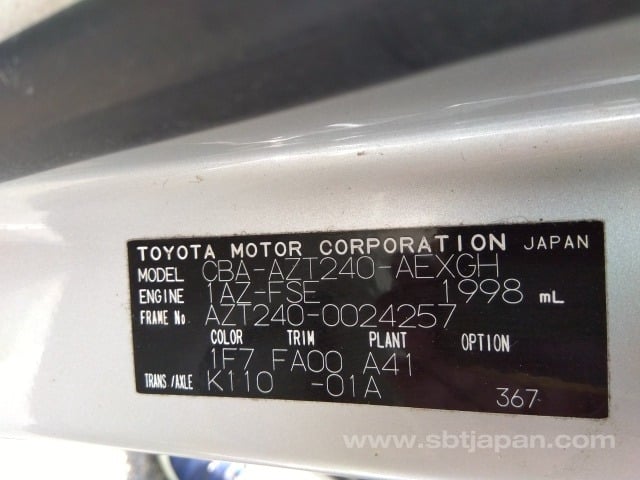 TOYOTA MOTOR CORPORATION JAPAN
MODEL CBA-AZT240-AEXGH
ENGINE 1AZ-FSE 1998 mL
FRAME No AZT240-0024257
COLOR TRIM PLANT OPTION
1F7 FA00 A41
TRANS./AXLE K110 -01A 367
www.sbtjapan.com